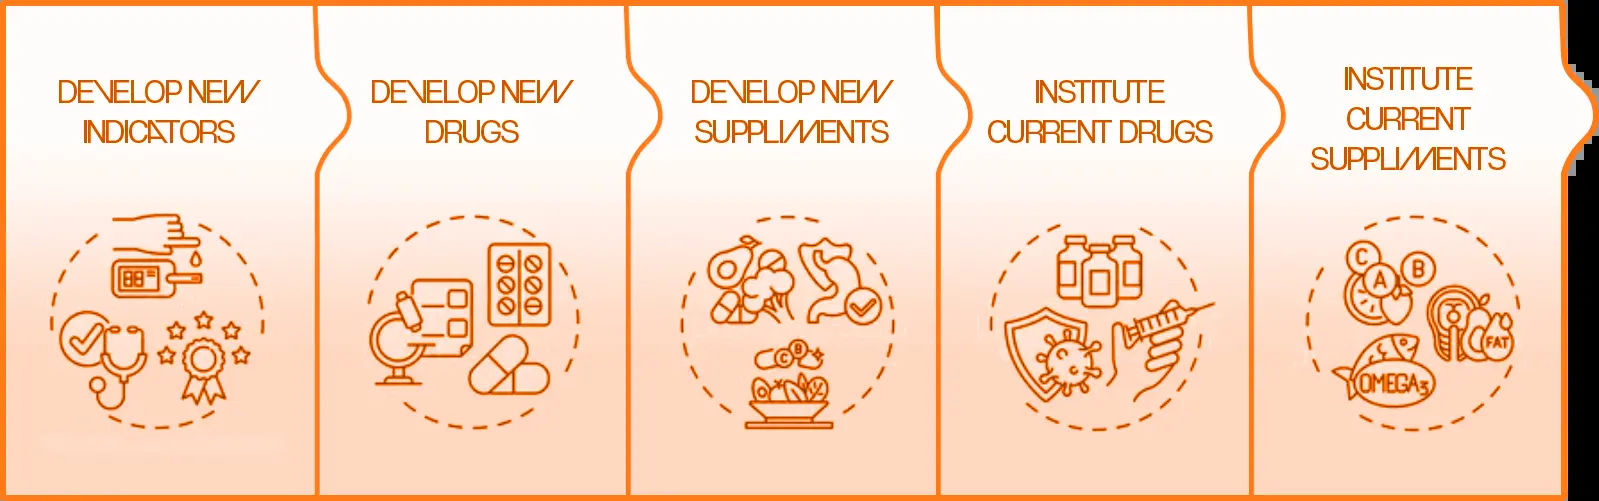 DEVELOP NEW
INDICATORS
DEVELOP NEW
DRUGS
DEVELOP NEW
SUPPLIMENTS
INSTITUTE
CURRENT DRUGS
INSTITUTE
CURRENT
SUPPLIMENTS
88
C B
C
A
B
FAT
OMEGA3